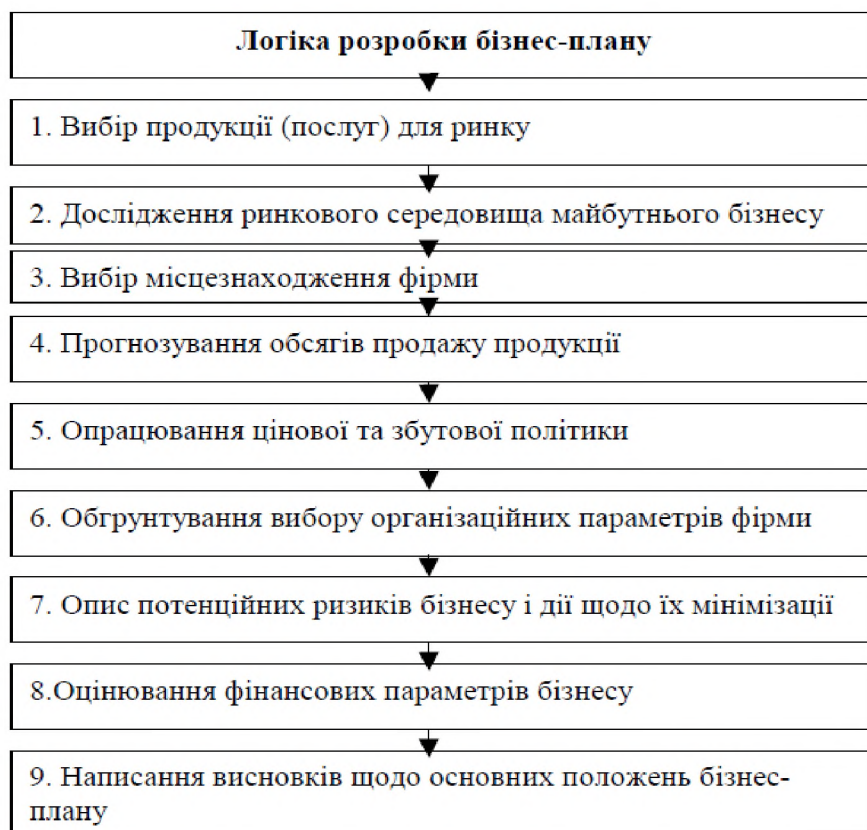 Логіка розробки бізнес-плану
1. Вибір продукції (послуг) для ринку
2. Дослідження ринкового середовища майбутнього бізнесу
3. Вибір місцезнаходження фірми
4. Прогнозування обсягів продажу продукції
5. Опрацювання цінової та збутової політики
6. Обгрунтування вибору організаційних параметрів фірми
7. Опис потенційних ризиків бізнесу і дії щодо їх мінімізації
8.Оцінювання фінансових параметрів бізнесу
9. Написання висновків щодо основних положень бізнес-
плану